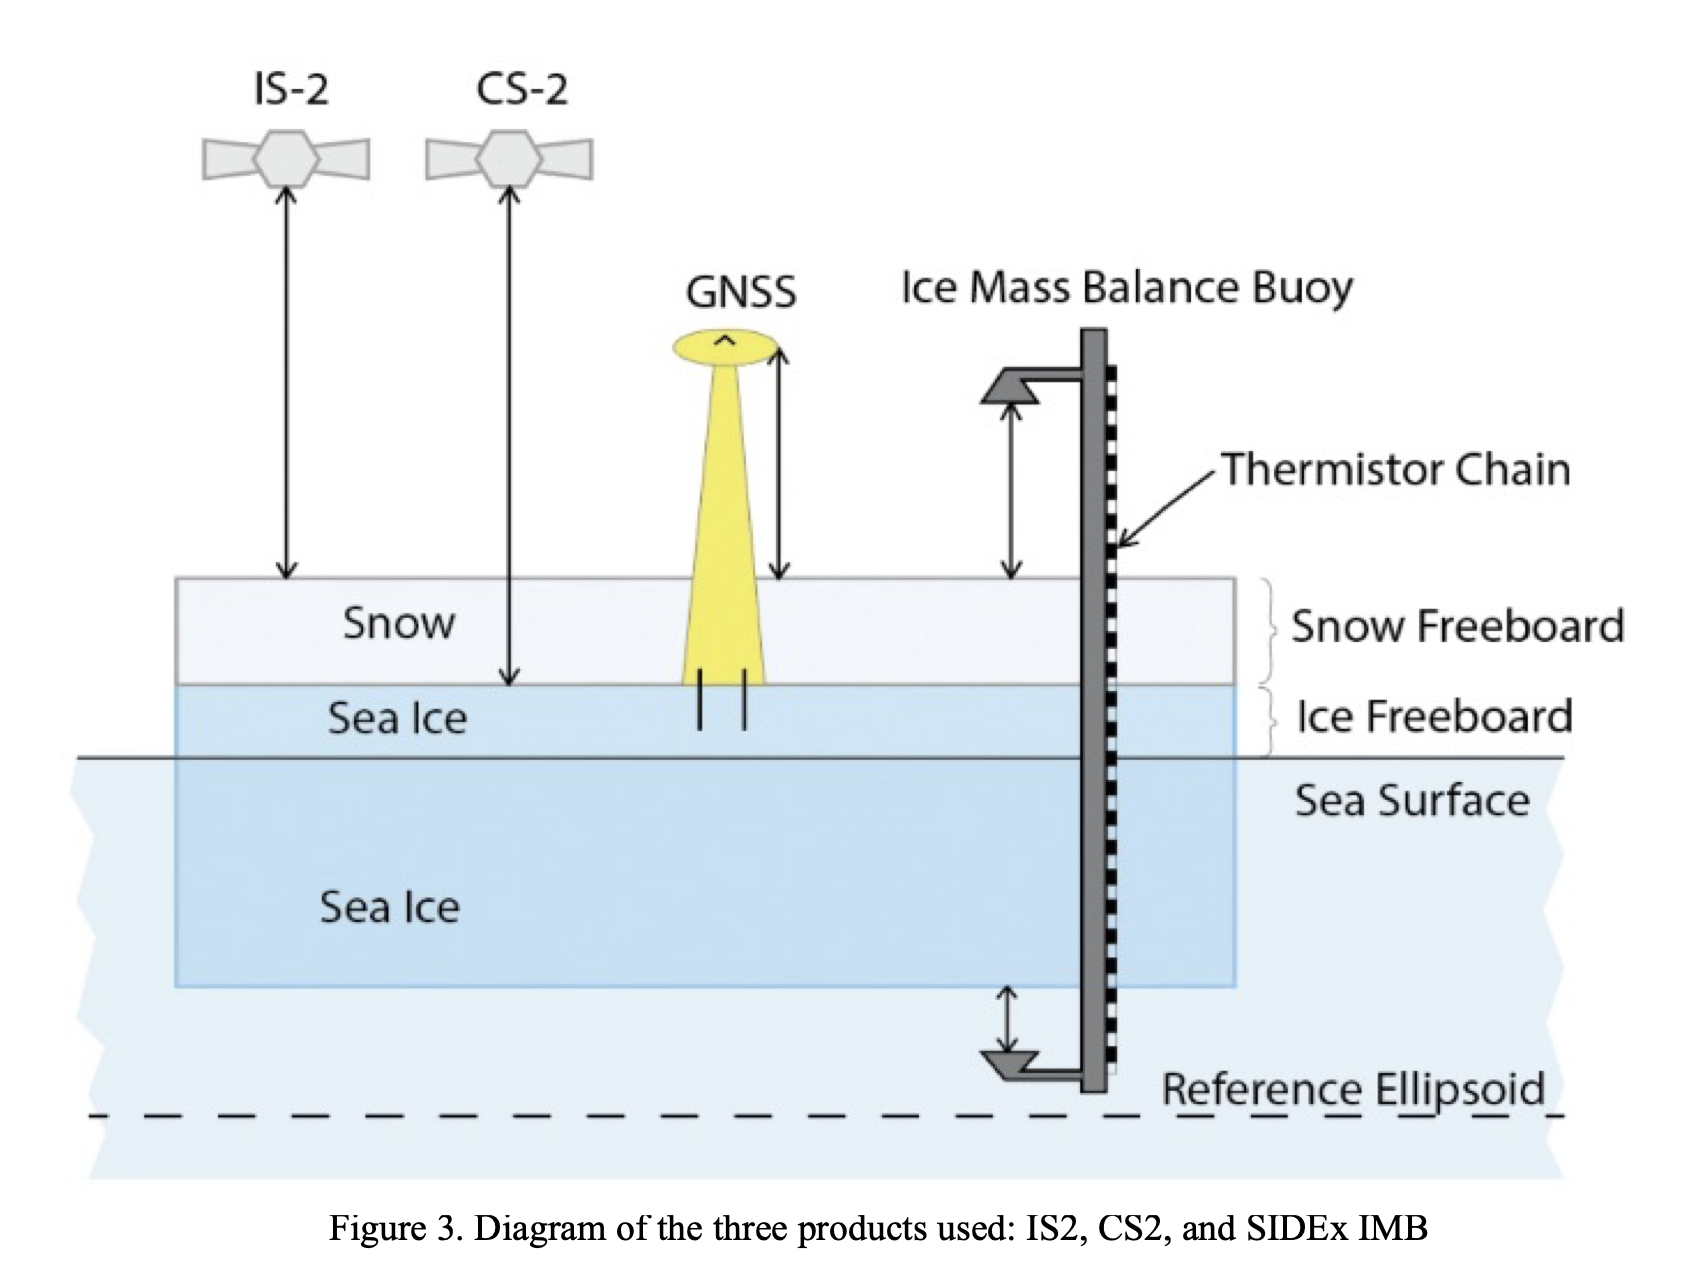 IS-2
CS-2
GNSS
Ice Mass Balance Buoy
Thermistor Chain
Snow
Snow Freeboard
Sea Ice
Ice Freeboard
Sea Surface
Sea Ice
Reference Ellipsoid
Figure 3. Diagram of the three products used: IS2, CS2, and SIDEx IMB